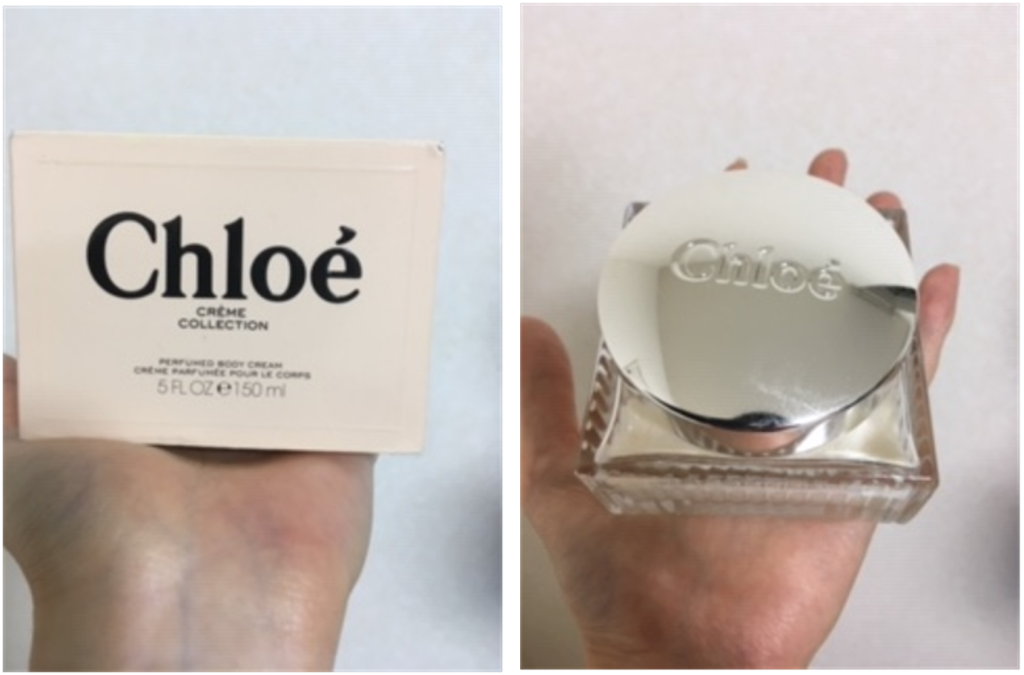 Chloé
CRÈME
COLLECTION
PERFUMED BODY CREAM
CRÈME PARFUMÉE POUR LE CORPS
5 FL OZ ℮ 150 ml
Chloé